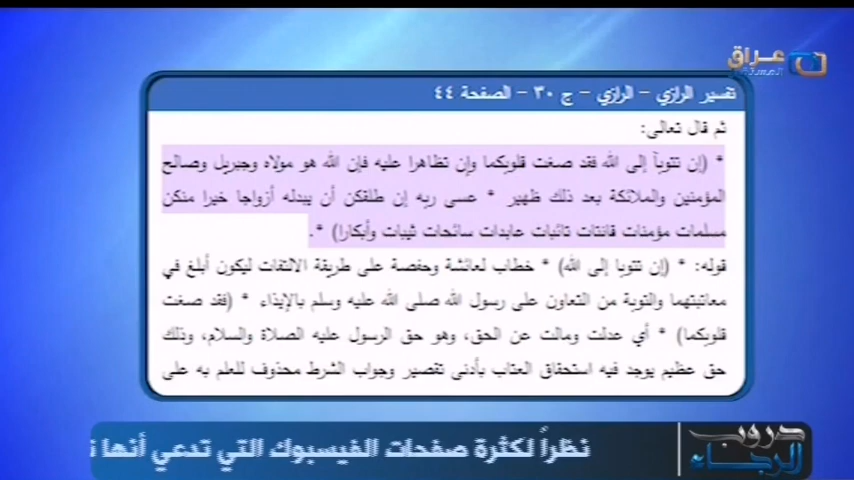 عراق
المستقبل
تفسير الرازي - الرازي - ج ٣٠ - الصفحة ٤٤
ثم قال تعالى:
* (إن تتوبآ إلى الله فقد صغت قلوبكما وإن تظاهرا عليه فإن الله هو مولاه وجبريل وصالح
المؤمنين والملائكة بعد ذلك ظهير * عسى ربه إن طلقكن أن يبدله أزواجا خيرا منكن
مسلمات مؤمنات قانتات تائبات عابدات سائحات ثيبات وأبكارا) *.
قوله: * (إن تتوبا إلى الله) * خطاب لعائشة وحفصة على طريقة الالتفات ليكون أبلغ في
معاتبتهما والتوبة من التعاون على رسول الله صلى الله عليه وسلم بالإيذاء * (فقد صغت
قلوبكما) * أي عدلت ومالت عن الحق، وهو حق الرسول عليه الصلاة والسلام، وذلك
حق عظيم يوجد فيه استحقاق العتاب بأدنى تقصير وجواب الشرط محذوف للعلم به على
دروب
الرجاء
نظراً لكثرة صفحات الفيسبوك التي تدعي أنها